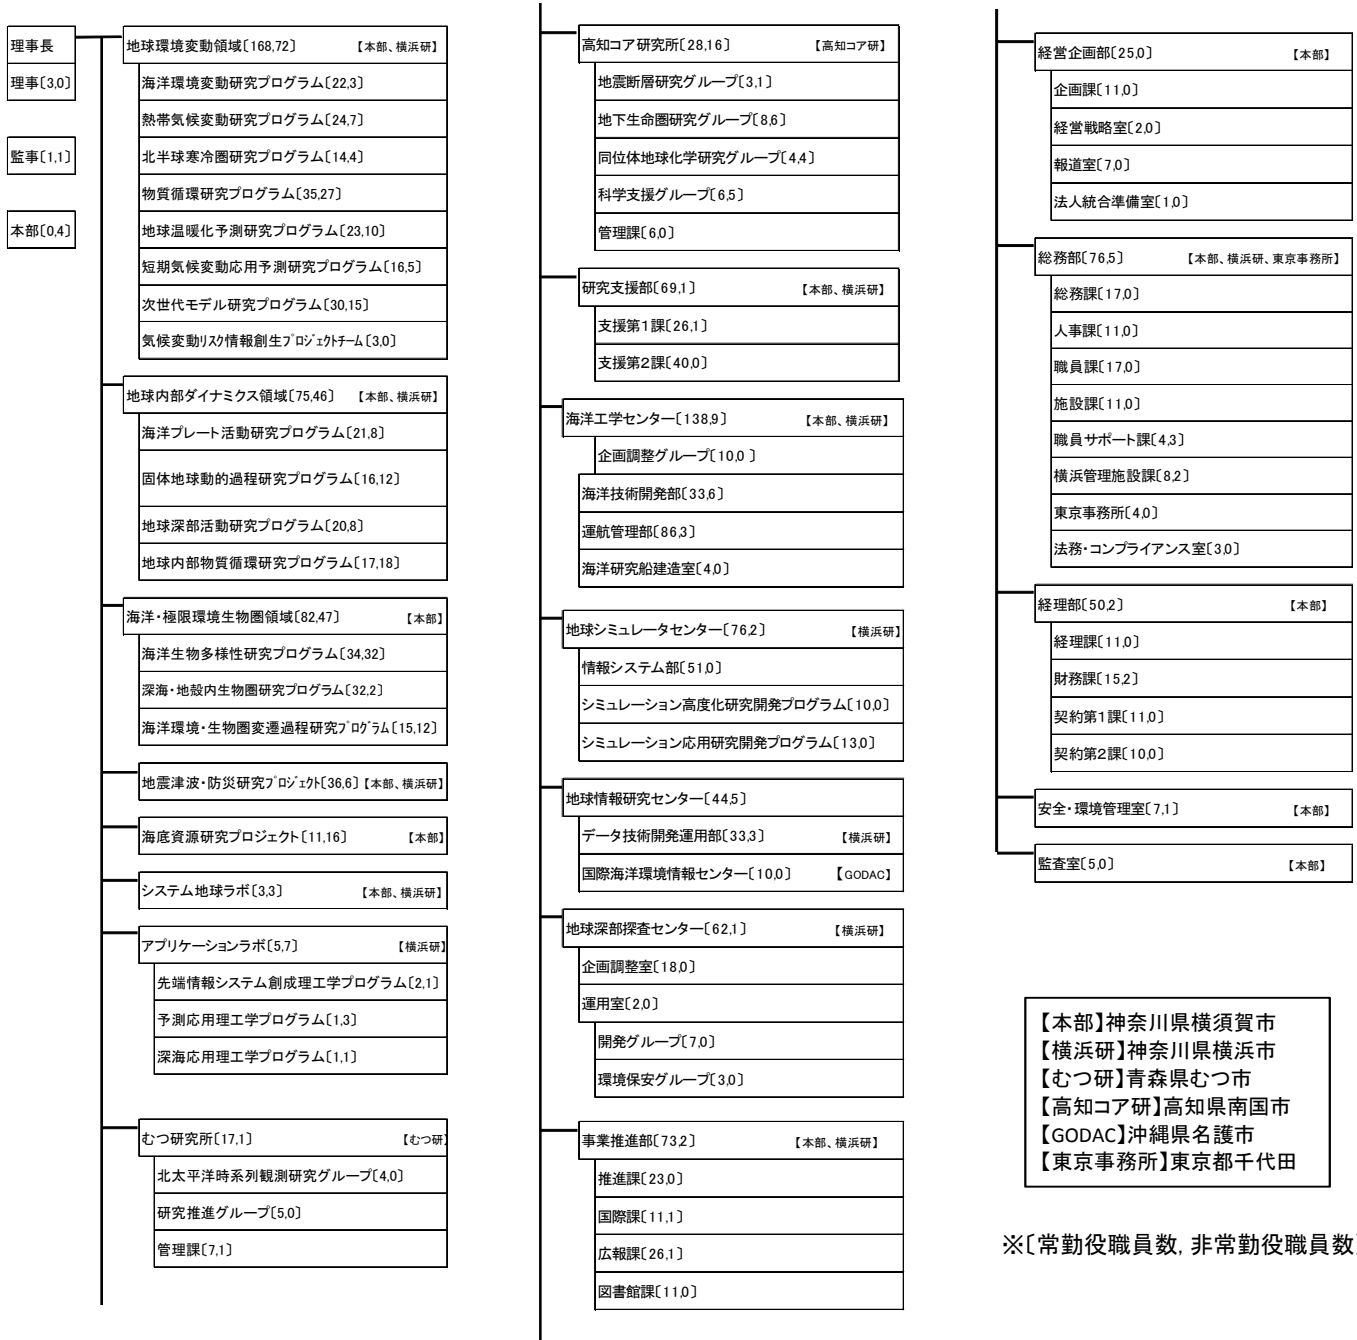 理事長
理事〔3,0〕
監事〔1,1〕
本部〔0,4〕
地球環境変動領域〔168,72〕 【本部、横浜研】
海洋環境変動研究プログラム〔22,3〕
熱帯気候変動研究プログラム〔24,7〕
北半球寒冷圏研究プログラム〔14,4〕
物質循環研究プログラム〔35,27〕
地球温暖化予測研究プログラム〔23,10〕
短期気候変動応用予測研究プログラム〔16,5〕
次世代モデル研究プログラム〔30,15〕
気候変動リスク情報創生プロジェクトチーム〔3,0〕
地球内部ダイナミクス領域〔75,46〕 【本部、横浜研】
海洋プレート活動研究プログラム〔21,8〕
固体地球動的過程研究プログラム〔16,12〕
地球深部活動研究プログラム〔20,8〕
地球内部物質循環研究プログラム〔17,18〕
海洋・極限環境生物圏領域〔82,47〕 【本部】
海洋生物多様性研究プログラム〔34,32〕
深海・地殻内生物圏研究プログラム〔32,2〕
海洋環境・生物圏変遷過程研究プログラム〔15,12〕
地震津波・防災研究プロジェクト〔36,6〕【本部、横浜研】
海底資源研究プロジェクト〔11,16〕 【本部】
システム地球ラボ〔3,3〕 【本部、横浜研】
アプリケーションラボ〔5,7〕 【横浜研】
先端情報システム創成理工学プログラム〔2,1〕
予測応用理工学プログラム〔1,3〕
深海応用理工学プログラム〔1,1〕
むつ研究所〔17,1〕 【むつ研】
北太平洋時系列観測研究グループ〔4,0〕
研究推進グループ〔5,0〕
管理課〔7,1〕
高知コア研究所〔28,16〕 【高知コア研】
地震断層研究グループ〔3,1〕
地下生命圏研究グループ〔8,6〕
同位体地球化学研究グループ〔4,4〕
科学支援グループ〔6,5〕
管理課〔6,0〕
研究支援部〔69,1〕 【本部、横浜研】
支援第1課〔26,1〕
支援第2課〔40,0〕
海洋工学センター〔138,9〕 【本部、横浜研】
企画調整グループ〔10,0 〕
海洋技術開発部〔33,6〕
運航管理部〔86,3〕
海洋研究船建造室〔4,0〕
地球シミュレータセンター〔76,2〕 【横浜研】
情報システム部〔51,0〕
シミュレーション高度化研究開発プログラム〔10,0〕
シミュレーション応用研究開発プログラム〔13,0〕
地球情報研究センター〔44,5〕
データ技術開発運用部〔33,3〕 【横浜研】
国際海洋環境情報センター〔10,0〕 【GODAC】
地球深部探査センター〔62,1〕 【横浜研】
企画調整室〔18,0〕
運用室〔2,0〕
開発グループ〔7,0〕
環境保安グループ〔3,0〕
事業推進部〔73,2〕 【本部、横浜研】
推進課〔23,0〕
国際課〔11,1〕
広報課〔26,1〕
図書館課〔11,0〕
経営企画部〔25,0〕 【本部】
企画課〔11,0〕
経営戦略室〔2,0〕
報道室〔7,0〕
法人統合準備室〔1,0〕
総務部〔76,5〕 【本部、横浜研、東京事務所】
総務課〔17,0〕
人事課〔11,0〕
職員課〔17,0〕
施設課〔11,0〕
職員サポート課〔4,3〕
横浜管理施設課〔8,2〕
東京事務所〔4,0〕
法務・コンプライアンス室〔3,0〕
経理部〔50,2〕 【本部】
経理課〔11,0〕
財務課〔15,2〕
契約第1課〔11,0〕
契約第2課〔10,0〕
安全・環境管理室〔7,1〕 【本部】
監査室〔5,0〕 【本部】
【本部】神奈川県横須賀市
【横浜研】神奈川県横浜市
【むつ研】青森県むつ市
【高知コア研】高知県南国市
【GODAC】沖縄県名護市
【東京事務所】東京都千代田
※〔常勤役職員数, 非常勤役職員数〕